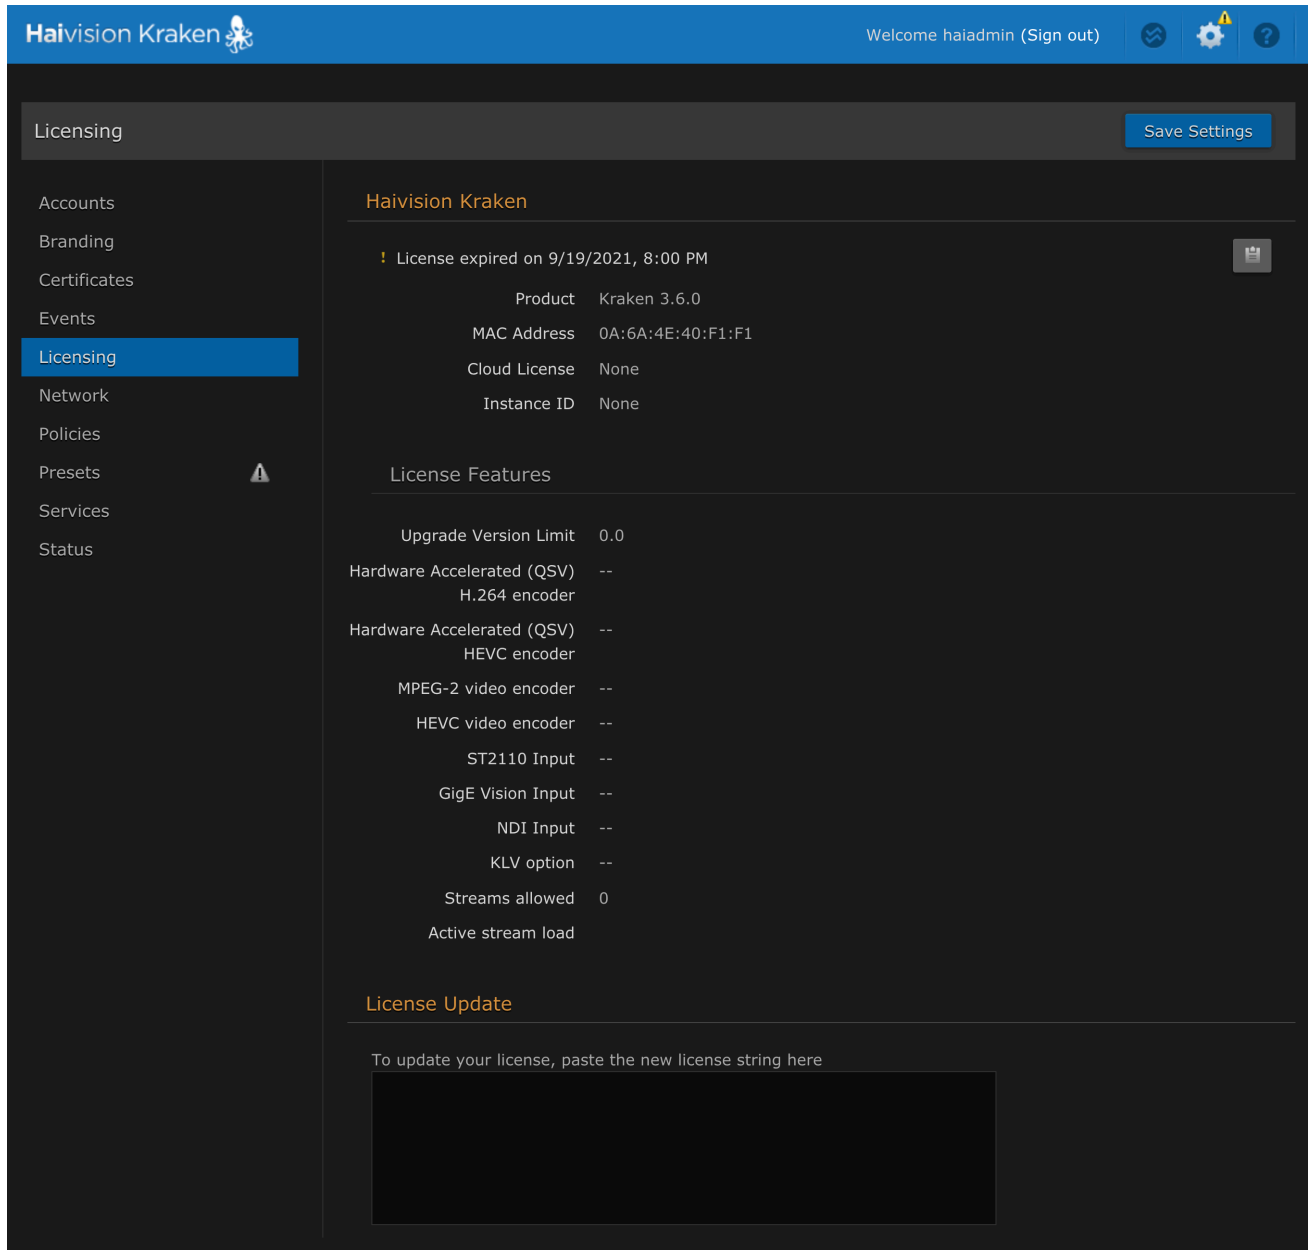 Haivision Kraken
Welcome haiadmin (Sign out)
?
Licensing
Save Settings
Accounts
Branding
Certificates
Events
Licensing
Network
Policies
Presets
Services
Status
Haivision Kraken
! License expired on 9/19/2021, 8:00 PM
Product Kraken 3.6.0
MAC Address 0A:6A:4E:40:F1:F1
Cloud License None
Instance ID None
License Features
Upgrade Version Limit 0.0
Hardware Accelerated (QSV) --
H.264 encoder
Hardware Accelerated (QSV) --
HEVC encoder
MPEG-2 video encoder --
HEVC video encoder --
ST2110 Input --
GigE Vision Input --
NDI Input --
KLV option --
Streams allowed 0
Active stream load
License Update
To update your license, paste the new license string here